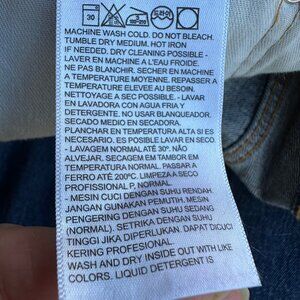 30
MACHINE WASH COLD. DO NOT BLEACH.
TUMBLE DRY MEDIUM. HOT IRON
IF NEEDED. DRY CLEANING POSSIBLE -
LAVER EN MACHINE A L'EAU FROIDE.
NE PAS BLANCHIR. SECHER EN MACHINE
A TEMPERATURE MOYENNE. REPASSER A
TEMPERATURE ELEVEE AU BESOIN.
NETTOYAGE A SEC POSSIBLE. - LAVAR
EN LAVADORA CON AGUA FRIA Y
DETERGENTE. NO USAR BLANQUEADOR.
SECADO MEDIO EN SECADORA.
PLANCHAR EN TEMPERATURA ALTA SI ES
NECESARIO. ES POSIBLE LAVAR EN SECO.
- LAVAGEM NORMAL ATÉ 30°. NÃO
ALVEJAR. SECAGEM EM TAMBOR EM
TEMPERATURA NORMAL. PASSAR A
FERRO ATÉ 200ºC. LIMPEZA A SECO
PROFISSIONAL P, NORMAL.
- MESIN CUCI DENGAN SUHU RENDAH.
JANGAN GUNAKAN PEMUTIH. MESIN
PENGERING DENGAN SUHU
(NORMAL). SETRIKA DENGAN SUHU
TINGGI JIKA DIPERLUKAN. DAPAT DICUCI
KERING PROFESIONAL.
WASH AND DRY INSIDE OUT WITH LIKE
COLORS. LIQUID DETERGENT IS